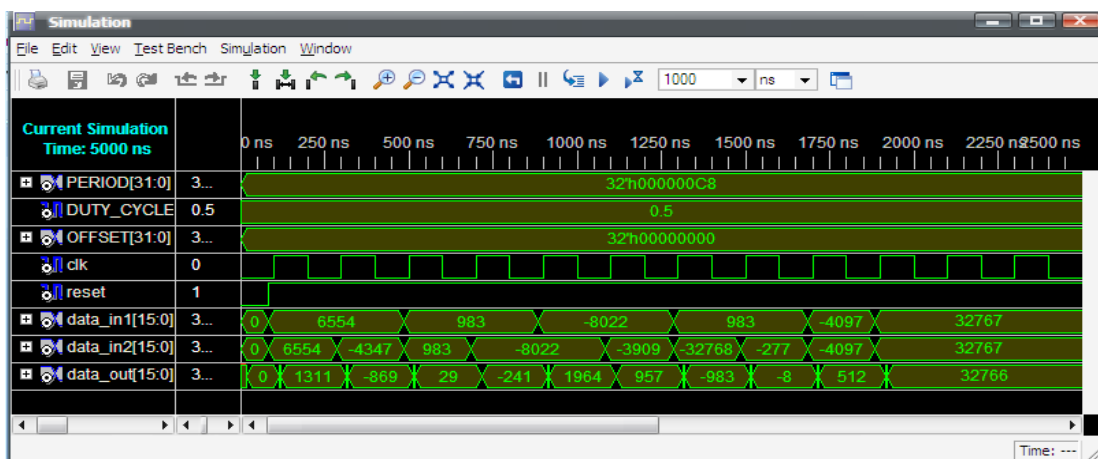 Simulation
File Edit View Test Bench Simulation Window
1000 ns
Current Simulation
Time: 5000 ns
0 ns 250 ns 500 ns 750 ns 1000 ns 1250 ns 1500 ns 1750 ns 2000 ns 2250 ns 2500 ns
PERIOD[31:0] 3... 32'h000000C8
DUTY_CYCLE 0.5 0.5
OFFSET[31:0] 3... 32'h00000000
clk 0
reset 1
data_in1[15:0] 3... 0 6554 983 -8022 983 -4097 32767
data_in2[15:0] 3... 0 6554 -4347 983 -8022 -3909 -32768 -277 -4097 32767
data_out[15:0] 3... 0 1311 -869 29 -241 1964 957 -983 -8 512 32766
Time: ---